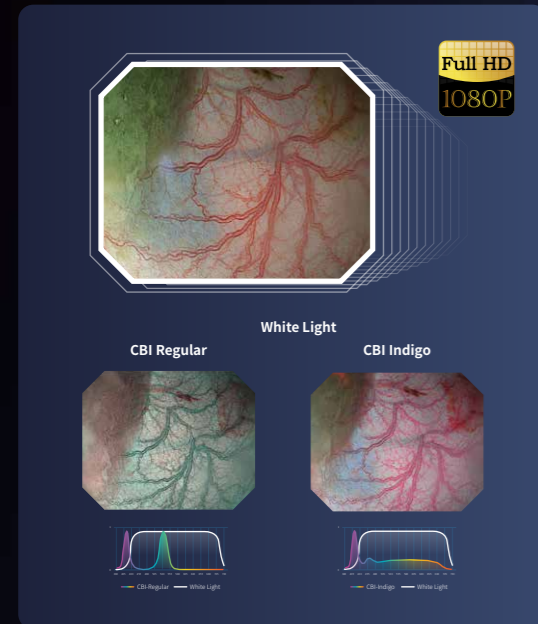 Full HD
1080P
White Light
CBI Regular
CBI Indigo
CBI-Regular
White Light
CBI-Indigo
White Light